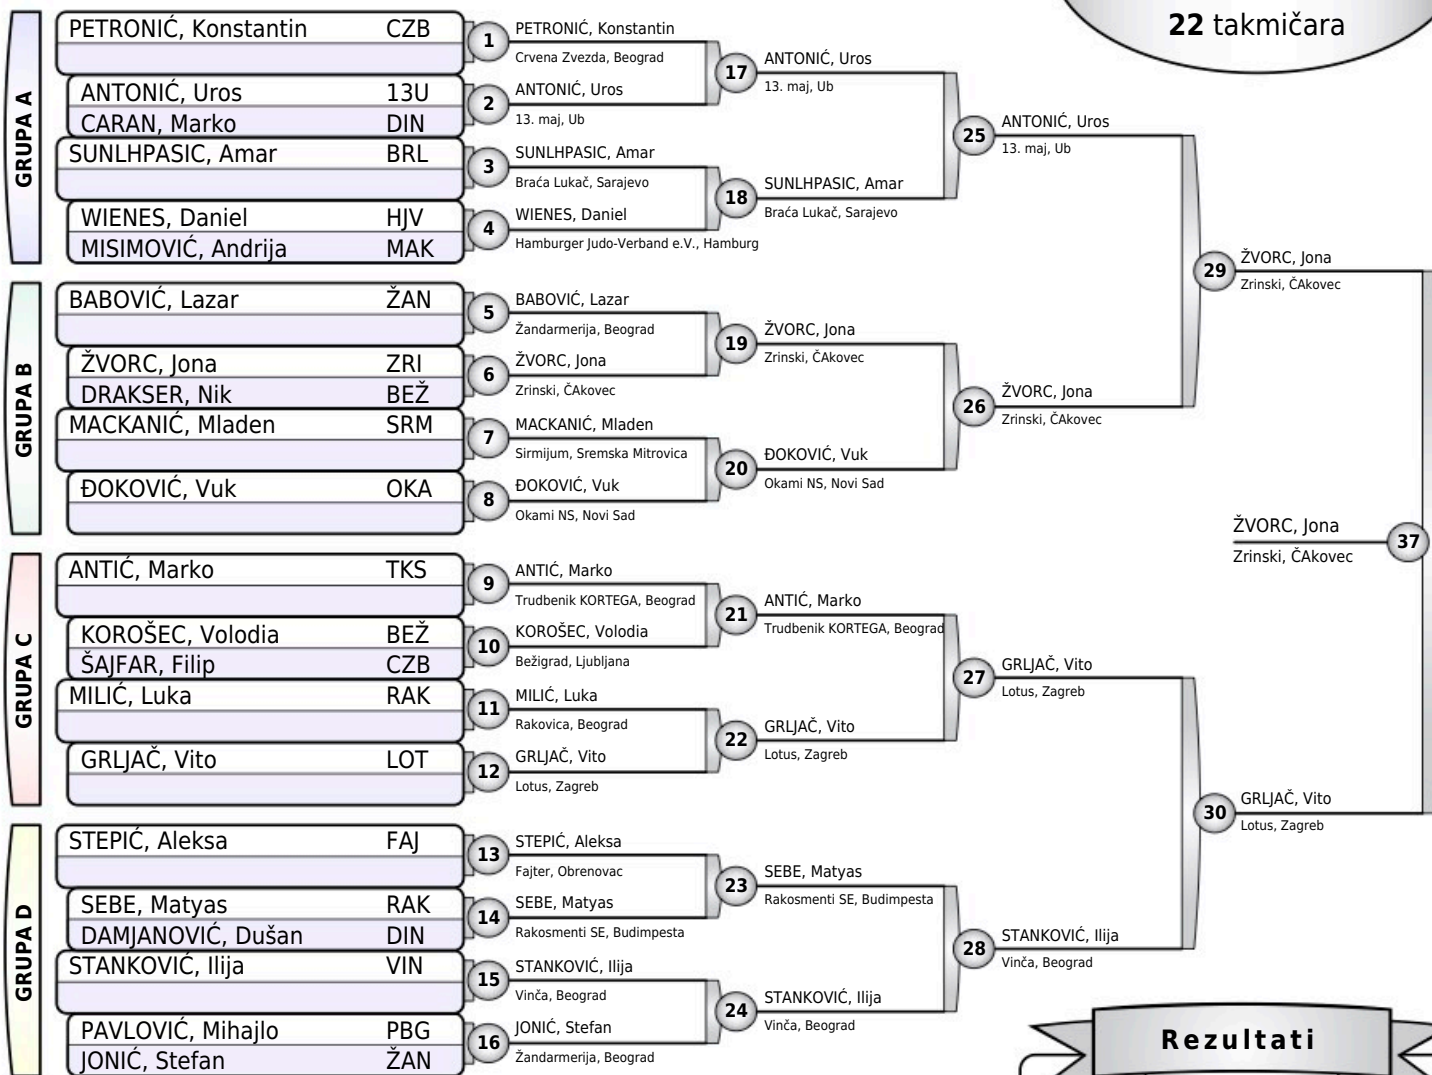 22 takmičara
GRUPA A
PETRONIĆ, Konstantin CZB
ANTONIĆ, Uros 13U
CARAN, Marko DIN
SUNLHPASIC, Amar BRL
WIENES, Daniel HJV
MISIMOVIĆ, Andrija MAK
GRUPA B
BABOVIĆ, Lazar ŽAN
ŽVORC, Jona ZRI
DRAKSER, Nik BEŽ
MACKANIĆ, Mladen SRM
ĐOKOVIĆ, Vuk OKA
GRUPA C
ANTIĆ, Marko TKS
KOROŠEC, Volodia BEŽ
ŠAJFAR, Filip CZB
MILIĆ, Luka RAK
GRLJAČ, Vito LOT
GRUPA D
STEPIĆ, Aleksa FAJ
SEBE, Matyas RAK
DAMJANOVIĆ, Dušan DIN
STANKOVIĆ, Ilija VIN
PAVLOVIĆ, Mihajlo PBG
JONIĆ, Stefan ŽAN
1 PETRONIĆ, Konstantin
Crvena Zvezda, Beograd
2 ANTONIĆ, Uros
13. maj, Ub
3 SUNLHPASIC, Amar
Braća Lukač, Sarajevo
4 WIENES, Daniel
Hamburger Judo-Verband e.V., Hamburg
5 BABOVIĆ, Lazar
Žandarmerija, Beograd
6 ŽVORC, Jona
Zrinski, ČAkovec
7 MACKANIĆ, Mladen
Sirmijum, Sremska Mitrovica
8 ĐOKOVIĆ, Vuk
Okami NS, Novi Sad
9 ANTIĆ, Marko
Trudbenik KORTEGA, Beograd
10 KOROŠEC, Volodia
Bežigrad, Ljubljana
11 MILIĆ, Luka
Rakovica, Beograd
12 GRLJAČ, Vito
Lotus, Zagreb
13 STEPIĆ, Aleksa
Fajter, Obrenovac
14 SEBE, Matyas
Rakosmenti SE, Budimpesta
15 STANKOVIĆ, Ilija
Vinča, Beograd
16 JONIĆ, Stefan
Žandarmerija, Beograd
17 ANTONIĆ, Uros
13. maj, Ub
18 SUNLHPASIC, Amar
Braća Lukač, Sarajevo
19 ŽVORC, Jona
Zrinski, ČAkovec
20 ĐOKOVIĆ, Vuk
Okami NS, Novi Sad
21 ANTIĆ, Marko
Trudbenik KORTEGA, Beograd
22 GRLJAČ, Vito
Lotus, Zagreb
23 SEBE, Matyas
Rakosmenti SE, Budimpesta
24 STANKOVIĆ, Ilija
Vinča, Beograd
25 ANTONIĆ, Uros
13. maj, Ub
26 ŽVORC, Jona
Zrinski, ČAkovec
27 GRLJAČ, Vito
Lotus, Zagreb
28 STANKOVIĆ, Ilija
Vinča, Beograd
29 ŽVORC, Jona
Zrinski, ČAkovec
30 GRLJAČ, Vito
Lotus, Zagreb
ŽVORC, Jona 37
Zrinski, ČAkovec
Rezultati